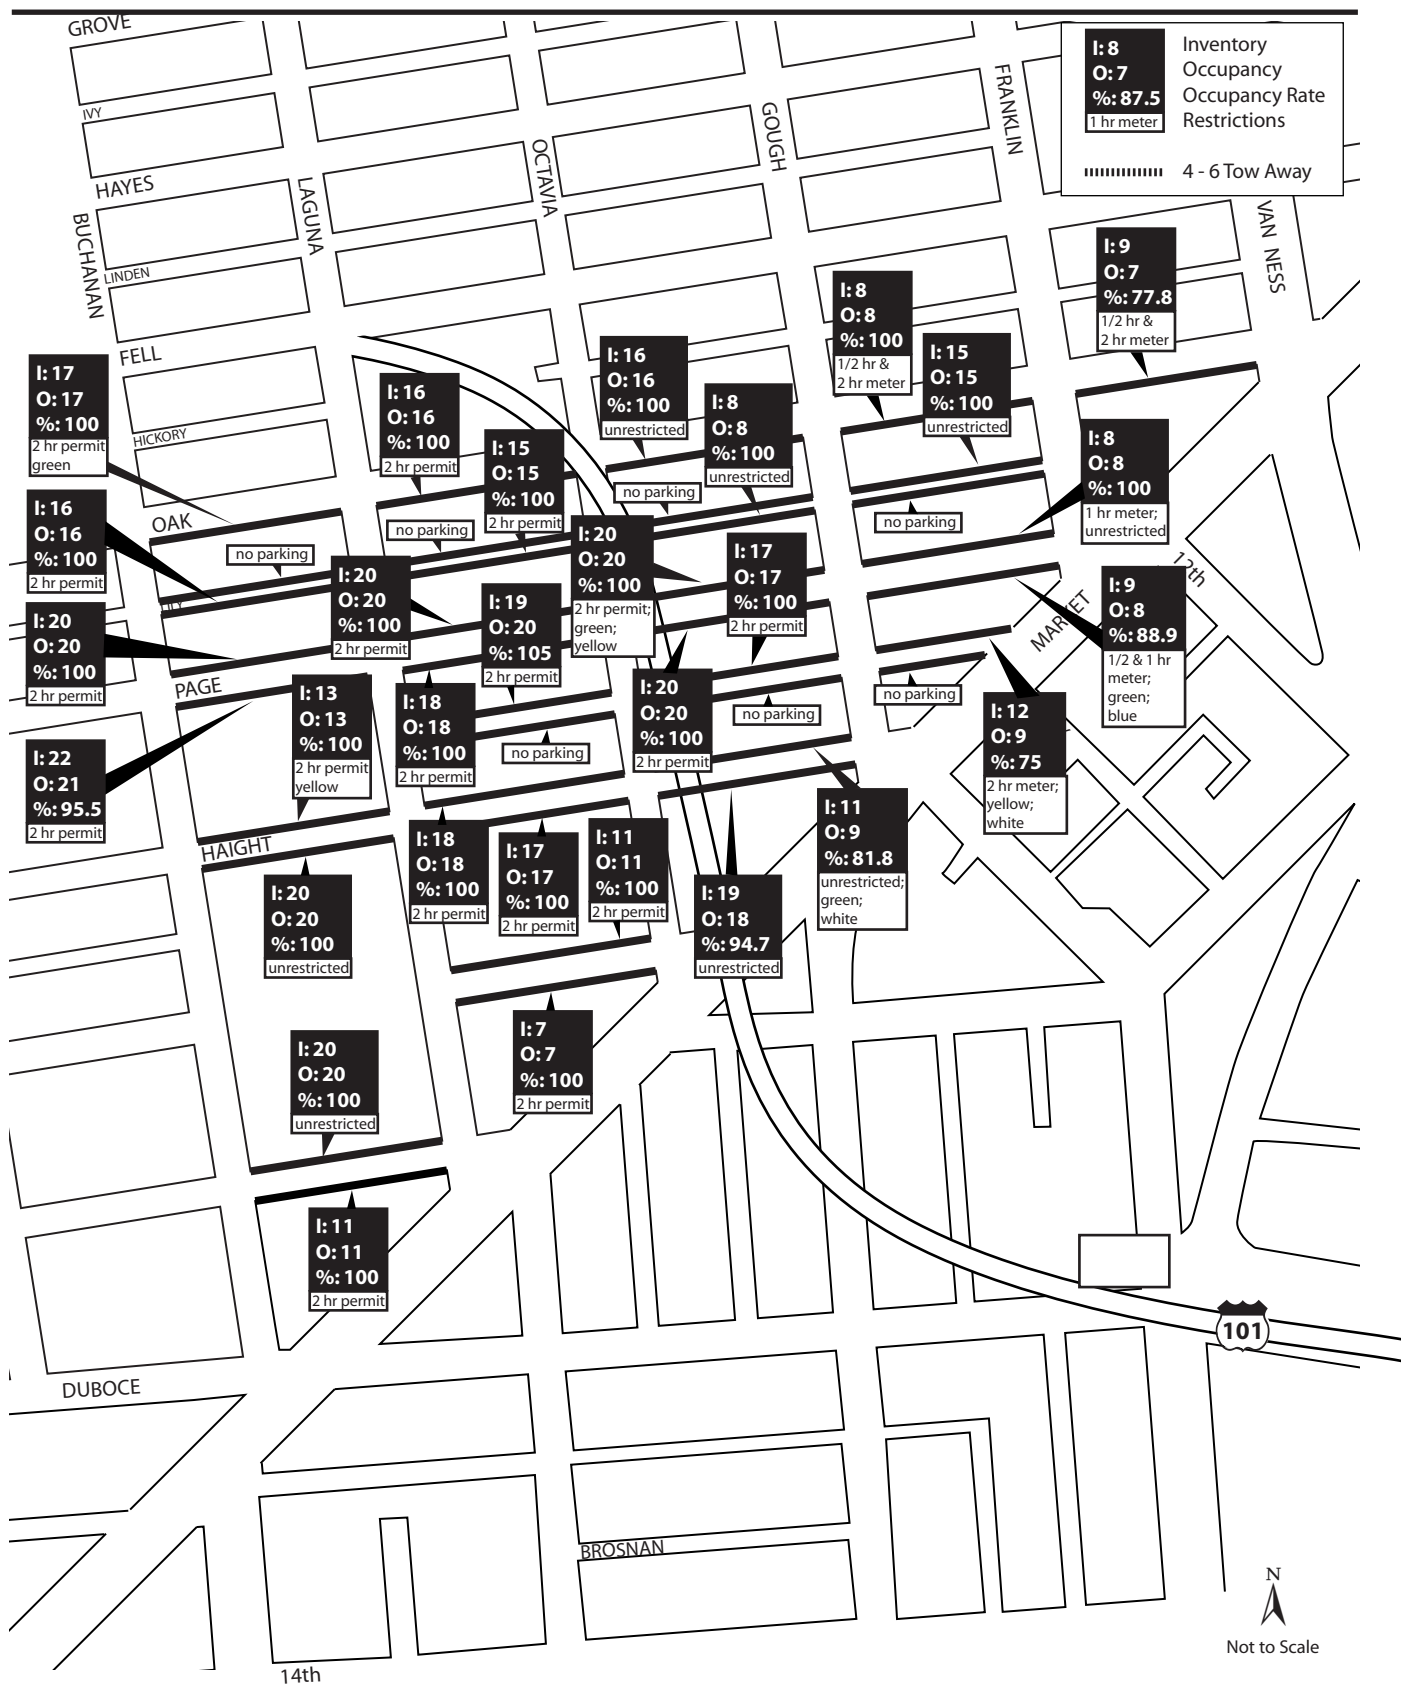 GROVE
I: 8
O: 7
%: 87.5
1 hr meter
Inventory
Occupancy
Occupancy Rate
Restrictions
4 - 6 Tow Away
IVY
HAYES
BUCHANAN
LAGUNA
OCTAVIA
GOUGH
FRANKLIN
VAN NESS
LINDEN
FELL
HICKORY
OAK
I: 9
O: 7
%: 77.8
1/2 hr &
2 hr meter
I: 8
O: 8
%: 100
1/2 hr &
2 hr meter
I: 15
O: 15
%: 100
unrestricted
I: 16
O: 16
%: 100
unrestricted
I: 8
O: 8
%: 100
unrestricted
I: 17
O: 17
%: 100
2 hr permit
green
I: 16
O: 16
%: 100
2 hr permit
I: 15
O: 15
%: 100
2 hr permit
I: 8
O: 8
%: 100
1 hr meter;
unrestricted
no parking
no parking
no parking
no parking
I: 16
O: 16
%: 100
2 hr permit
I: 20
O: 20
%: 100
2 hr permit;
green;
yellow
I: 17
O: 17
%: 100
2 hr permit
12th
MARKET
I: 20
O: 20
%: 100
2 hr permit
I: 19
O: 20
%: 105
2 hr permit
I: 9
O: 8
%: 88.9
1/2 & 1 hr
meter;
green;
blue
I: 20
O: 20
%: 100
2 hr permit
PAGE
I: 13
O: 13
%: 100
2 hr permit
yellow
I: 18
O: 18
%: 100
2 hr permit
I: 20
O: 20
%: 100
2 hr permit
no parking
no parking
no parking
I: 12
O: 9
%: 75
2 hr meter;
yellow;
white
I: 22
O: 21
%: 95.5
2 hr permit
I: 11
O: 9
%: 81.8
unrestricted;
green;
white
HAIGHT
I: 18
O: 18
%: 100
2 hr permit
I: 17
O: 17
%: 100
2 hr permit
I: 11
O: 11
%: 100
2 hr permit
I: 20
O: 20
%: 100
unrestricted
I: 19
O: 18
%: 94.7
unrestricted
I: 7
O: 7
%: 100
2 hr permit
I: 20
O: 20
%: 100
unrestricted
I: 11
O: 11
%: 100
2 hr permit
101
DUBOCE
BROSNAN
14th
N
Not to Scale